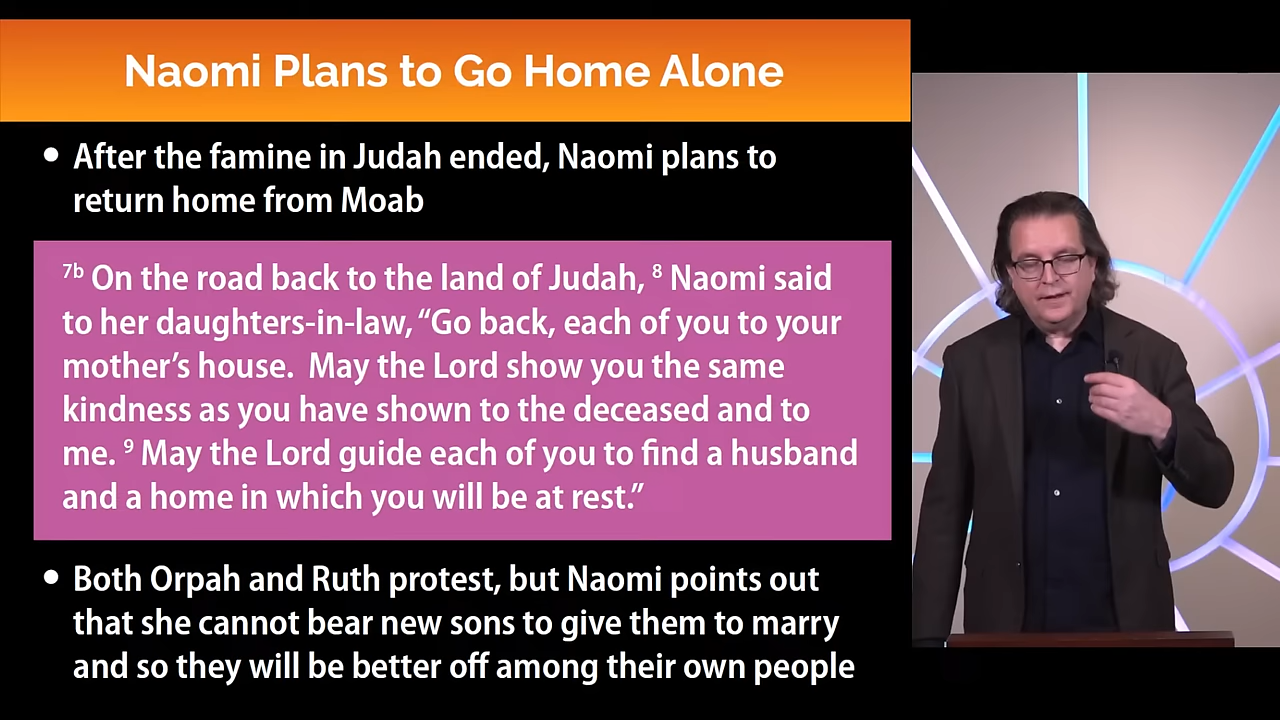 Naomi Plans to Go Home Alone
• After the famine in Judah ended, Naomi plans to
return home from Moab
7b On the road back to the land of Judah, 8 Naomi said
to her daughters-in-law, “Go back, each of you to your
mother’s house.  May the Lord show you the same
kindness as you have shown to the deceased and to
me. 9 May the Lord guide each of you to find a husband
and a home in which you will be at rest.”
• Both Orpah and Ruth protest, but Naomi points out
that she cannot bear new sons to give them to marry
and so they will be better off among their own people